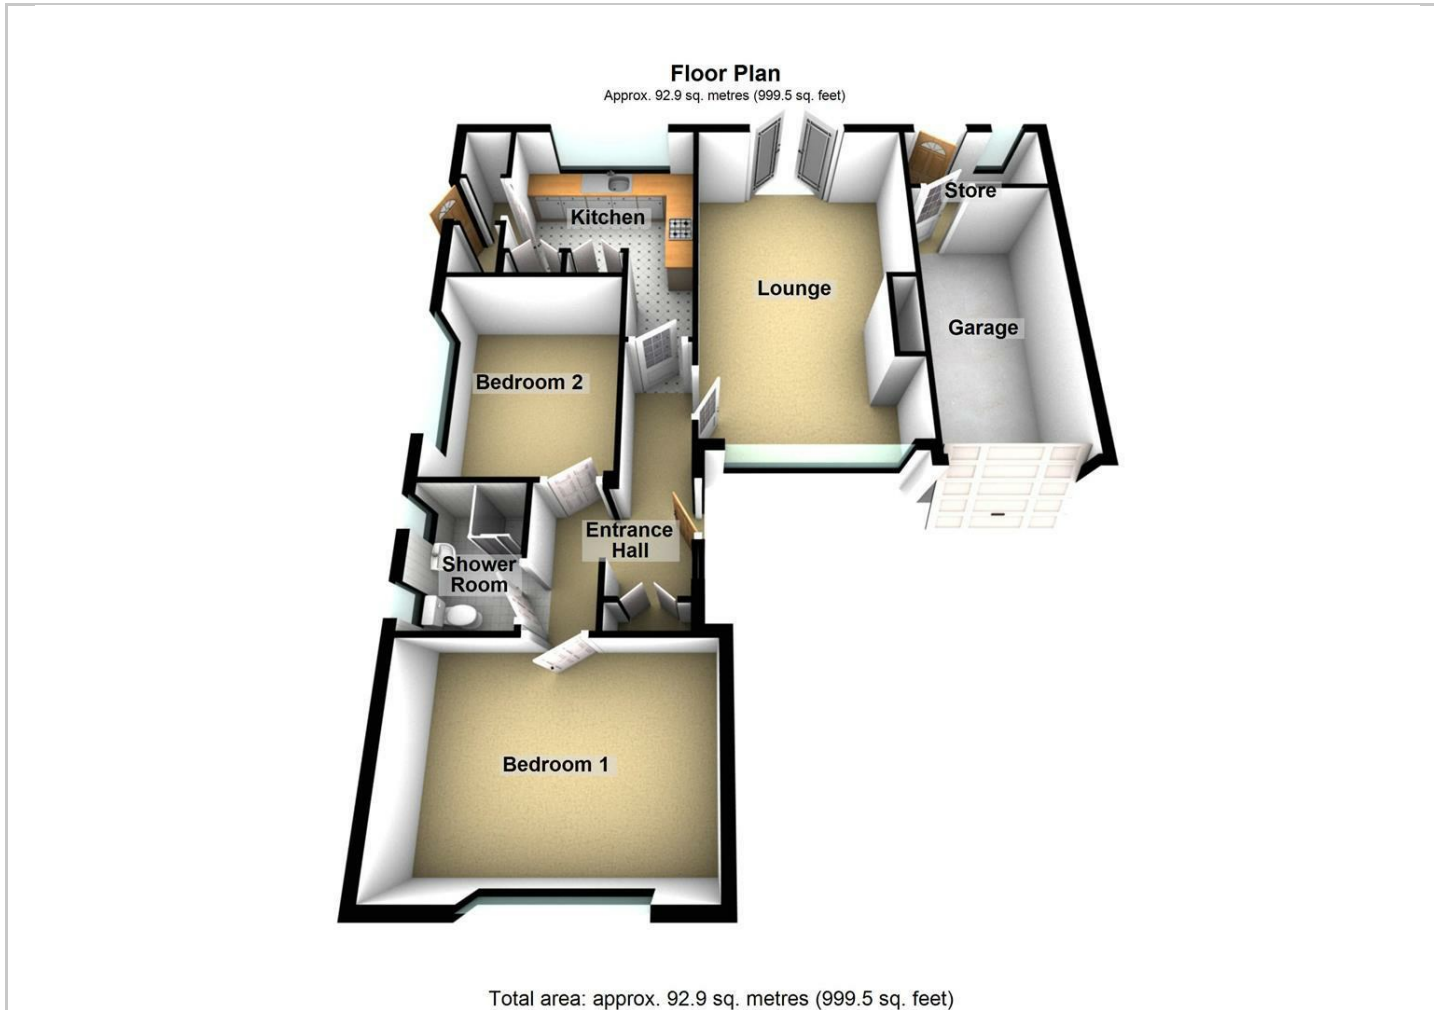 Floor Plan
Approx. 92.9 sq. metres (999.5 sq. feet)
Kitchen
Store
Lounge
Garage
Bedroom 2
Entrance
Hall
Shower
Room
Bedroom 1
Total area: approx. 92.9 sq. metres (999.5 sq. feet)